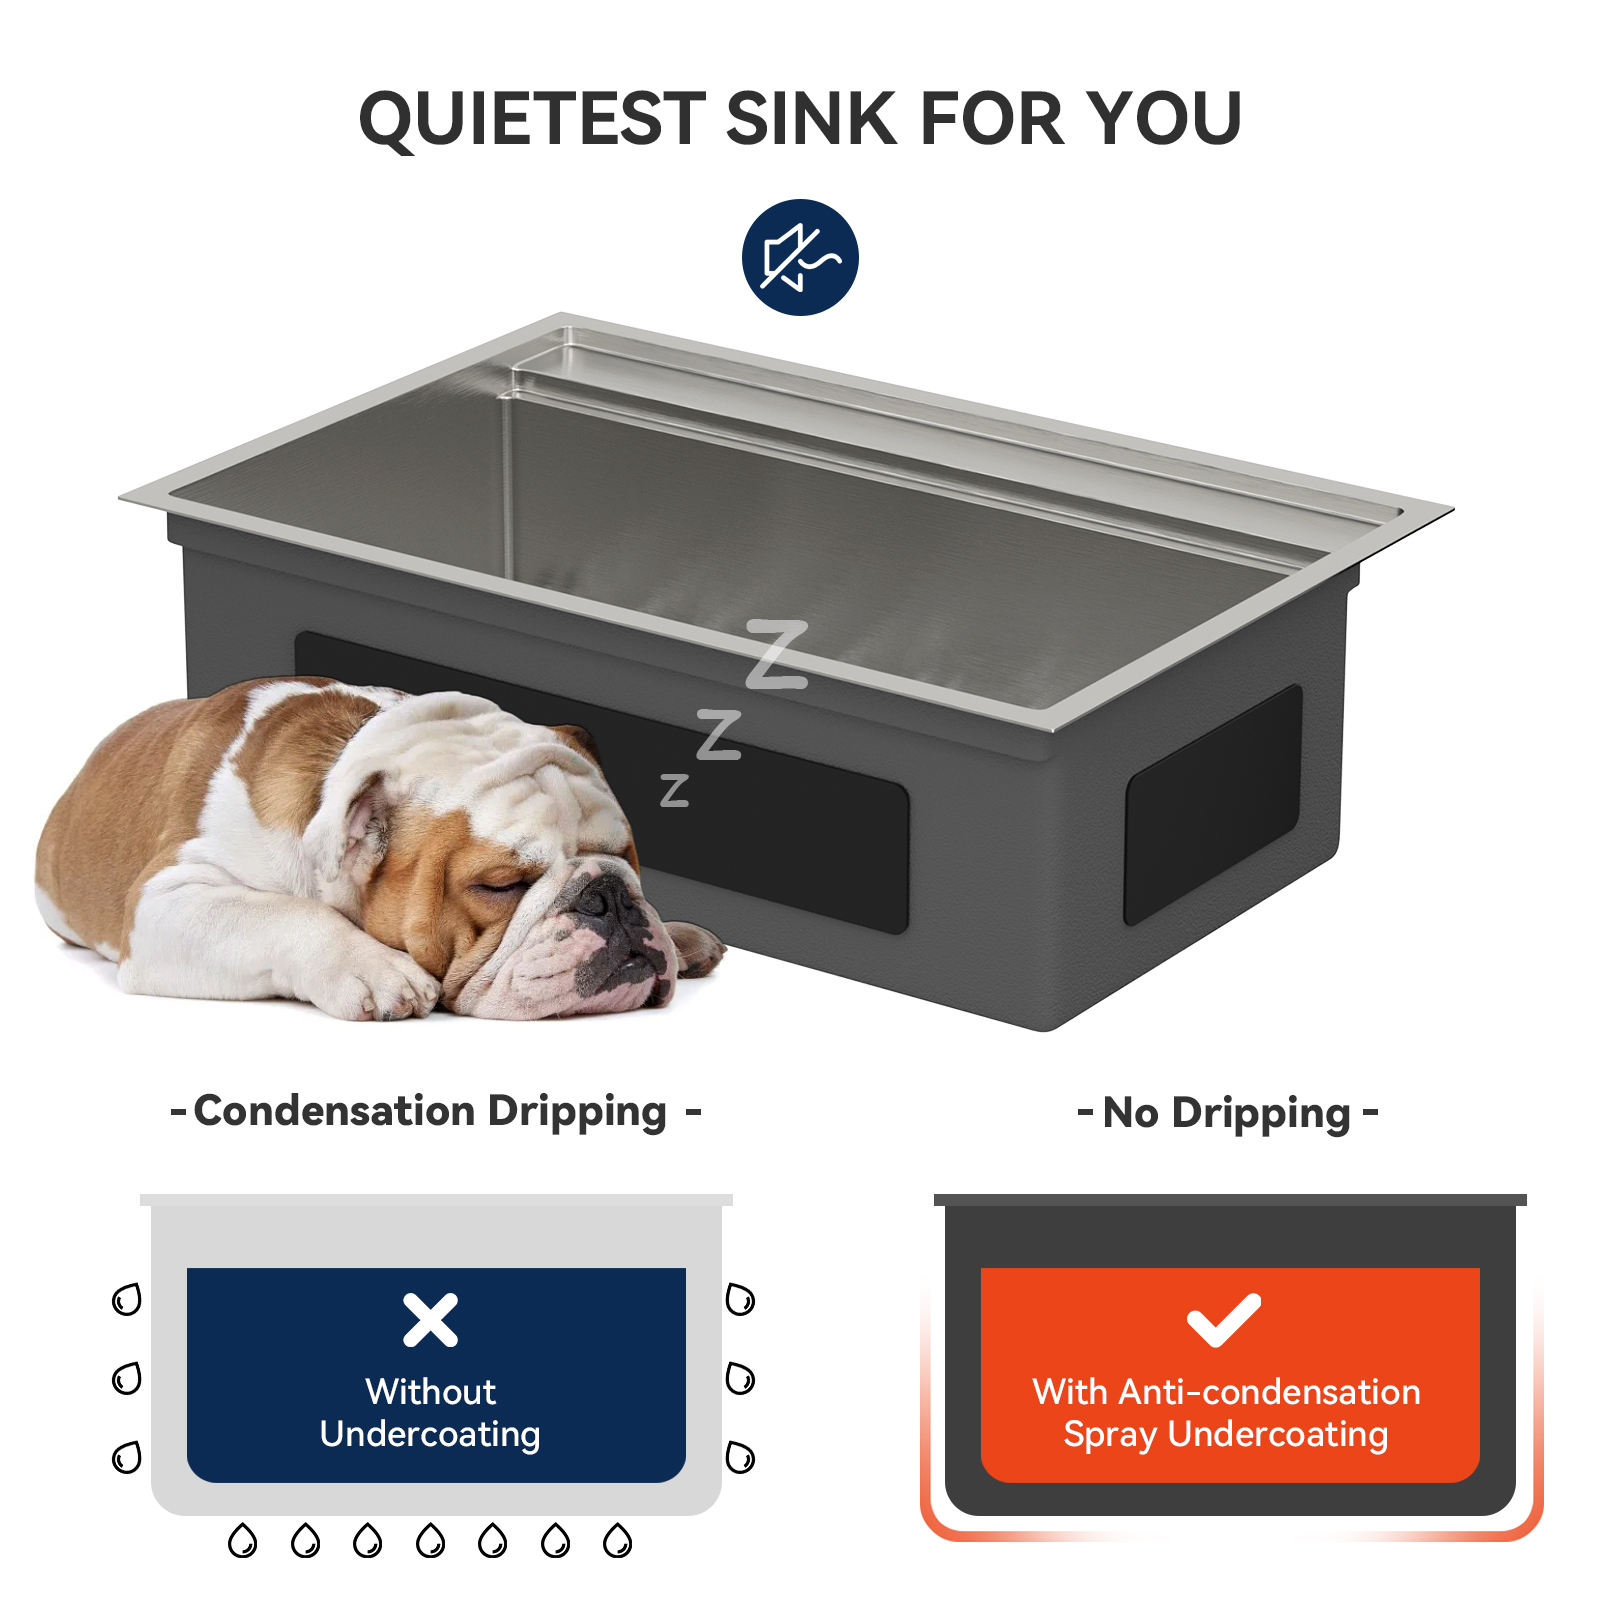 QUIETEST SINK FOR YOU
Z
Z
Z
-Condensation Dripping -
-No Dripping-
Without
Undercoating
With Anti-condensation
Spray Undercoating